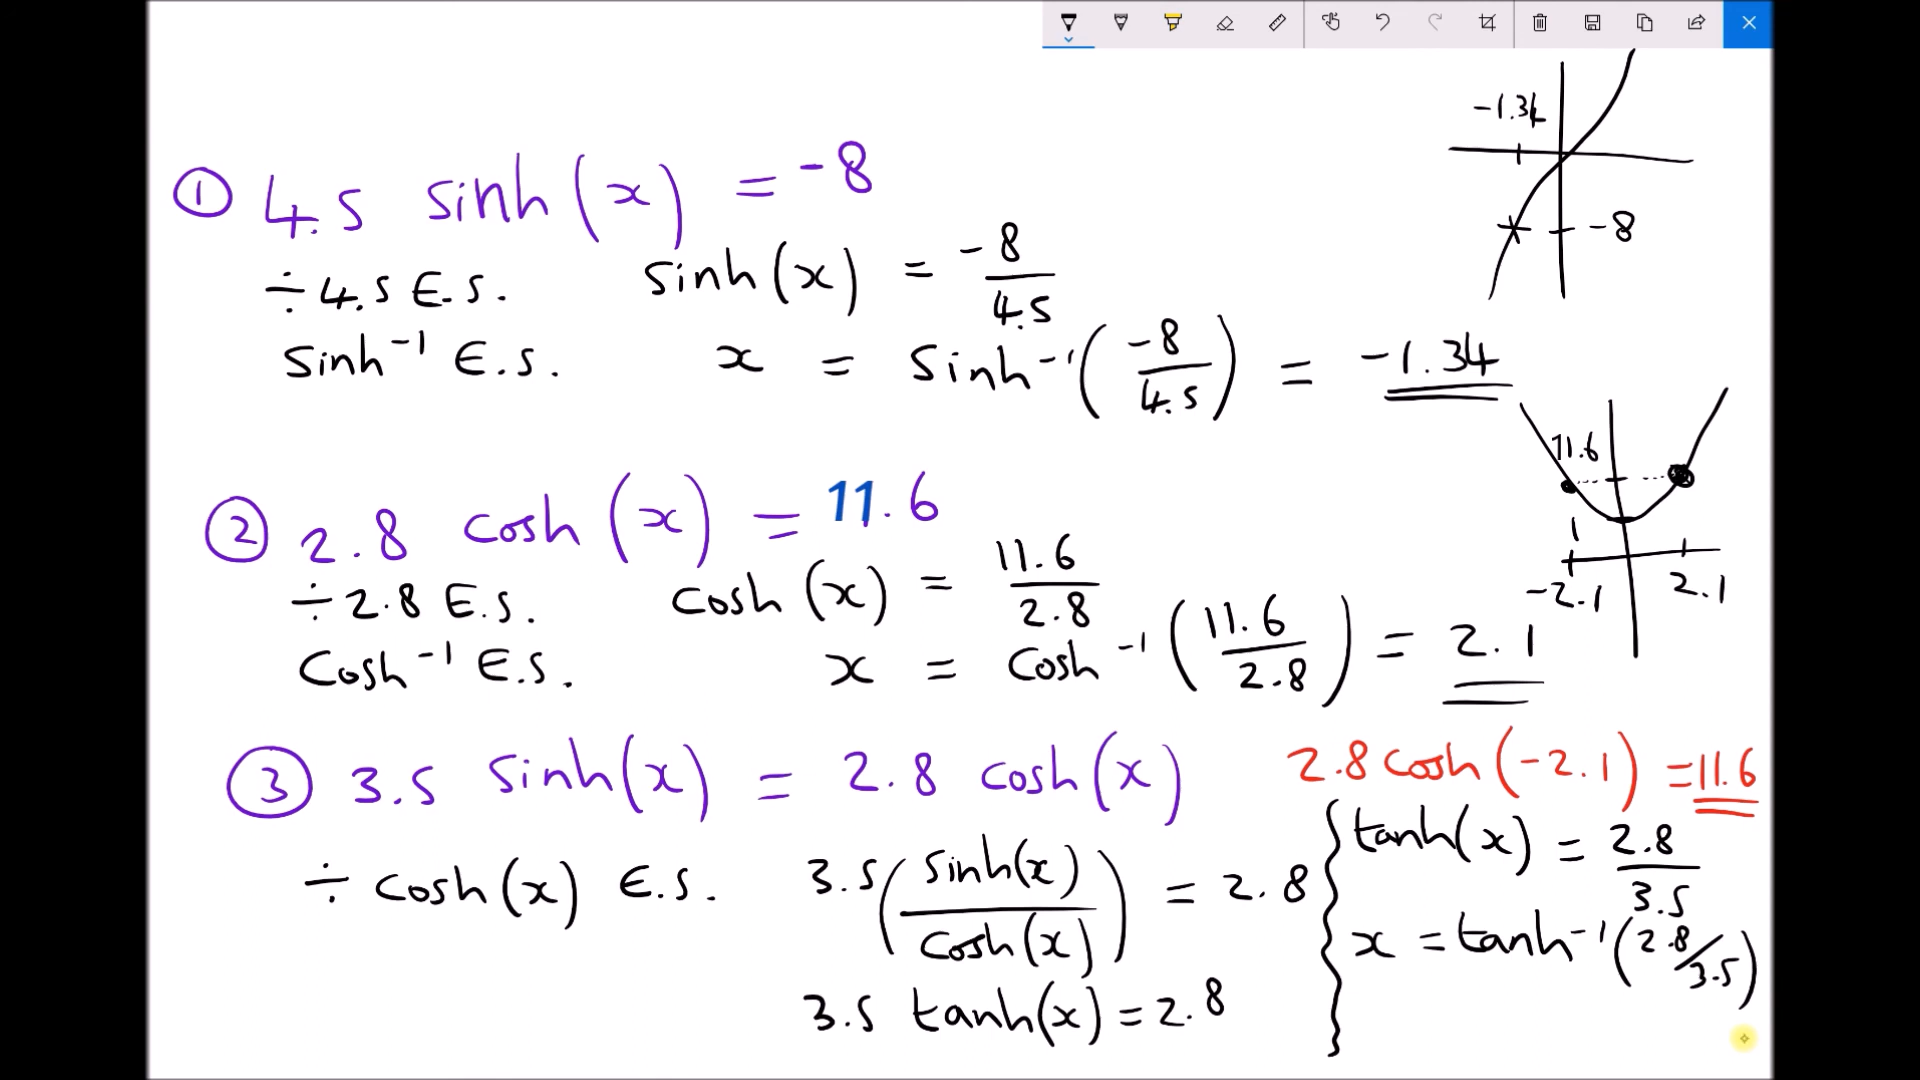 -1.34
-8
① 4.5 sinh(x) = -8
÷4.5 E.S. sinh(x) = -8/4.5
Sinh⁻¹ E.S. x = Sinh⁻¹(-8/4.5) = -1.34
11.6
1
-2.1 2.1
② 2.8 cosh(x) = 11.6
÷2.8 E.S. cosh(x) = 11.6/2.8
Cosh⁻¹ E.S. x = cosh⁻¹(11.6/2.8) = 2.1
③ 3.5 sinh(x) = 2.8 cosh(x)
2.8 cosh(-2.1) = 11.6
÷ cosh(x) E.S. 3.5(sinh(x)/cosh(x)) = 2.8
3.5 tanh(x) = 2.8
tanh(x) = 2.8/3.5
x = tanh⁻¹(2.8/3.5)